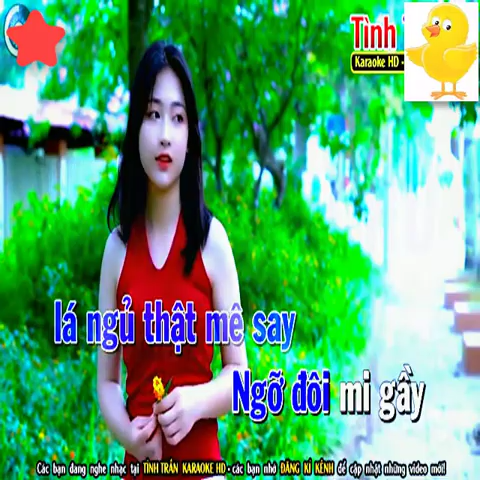 Tình
Karaoke HD -
lá ngủ thật mê say
Ngỡ đôi mi gầy
Các bạn đang nghe nhạc tại TÌNH TRẦN KARAOKE HD - các bạn nhớ ĐĂNG KÍ KÊNH để cập nhật những video mới!